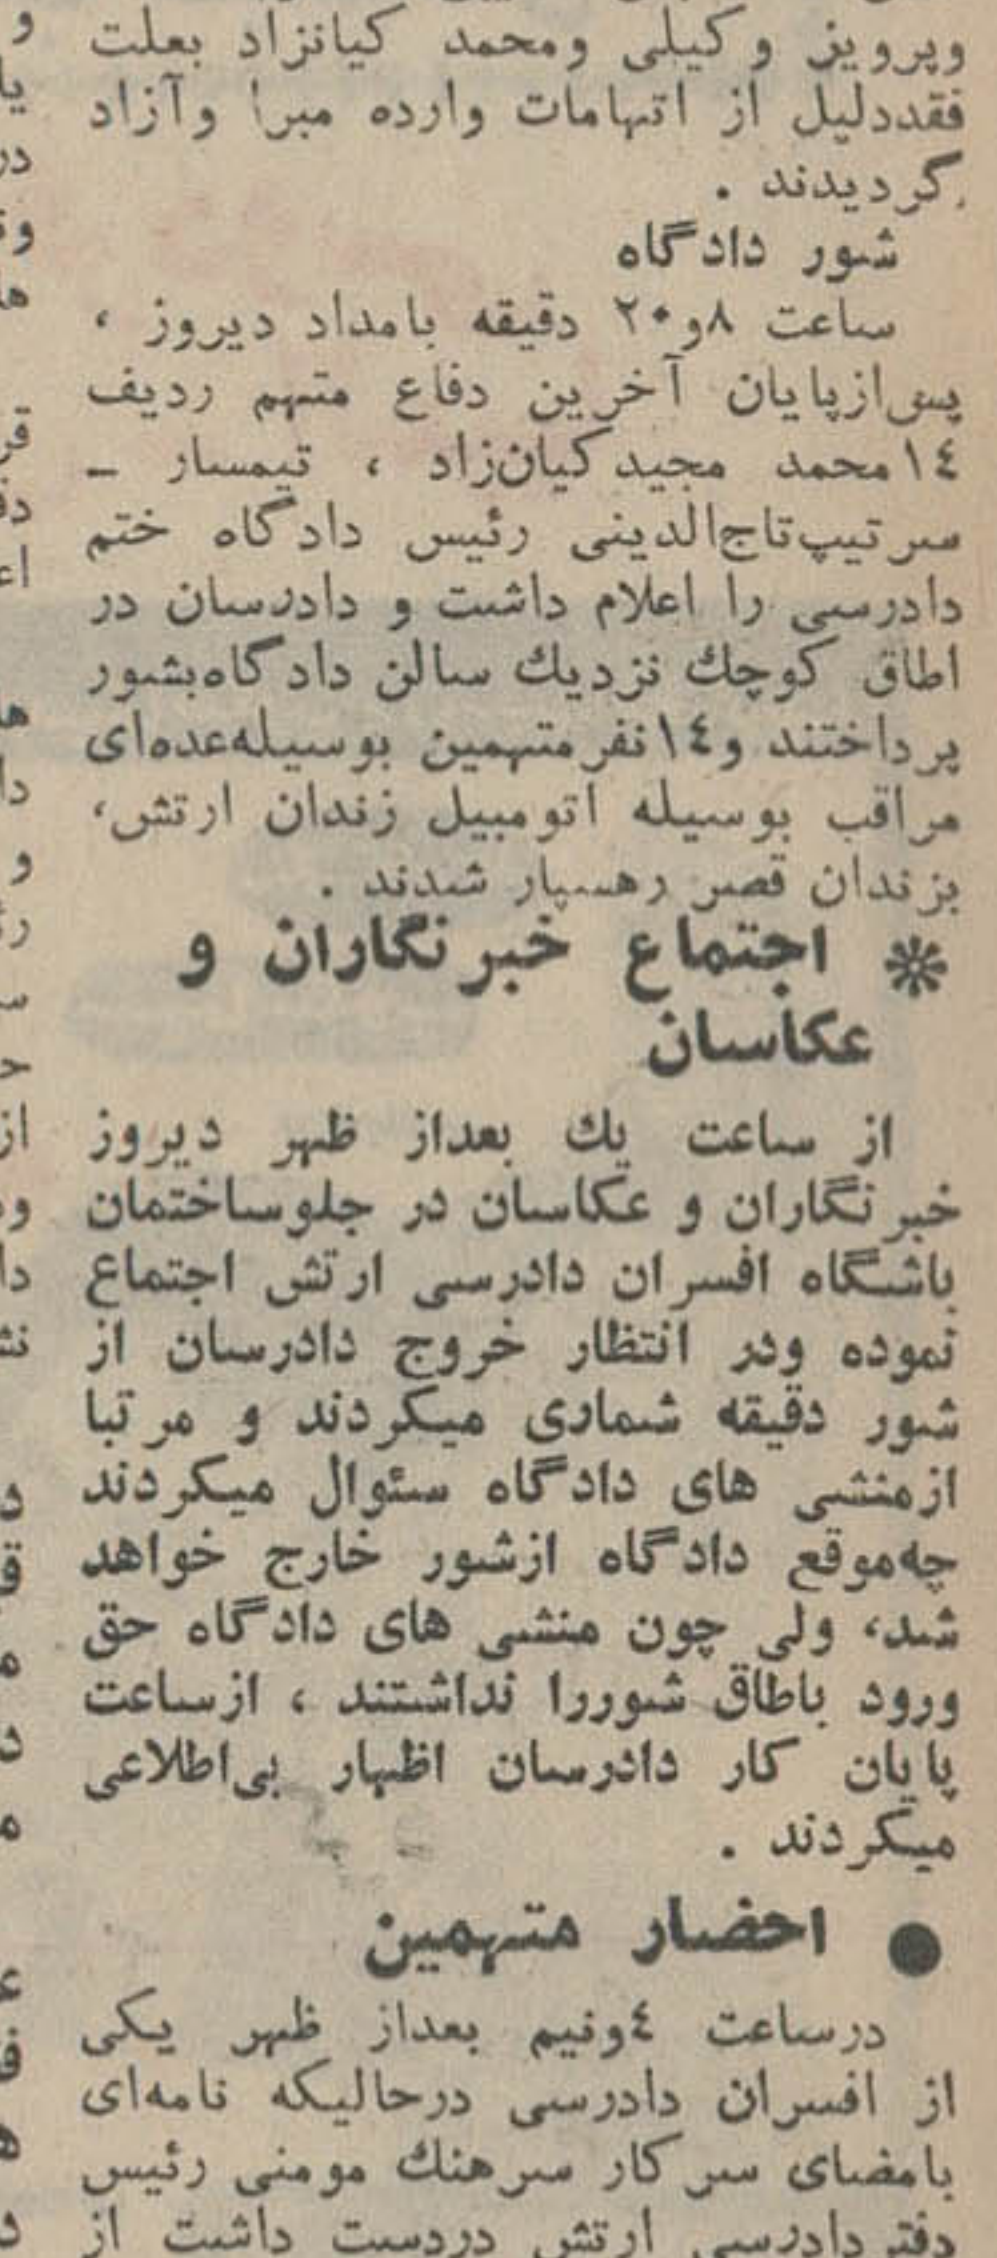 وپرویز وکیلی ومحمد کیانزاد بعلت
فقددلیل از اتهامات وارده مبرا وآزاد
گردیدند .
شور دادگاه
ساعت ۸و۲۰ دقیقه بامداد دیروز ،
پس‌ازپایان آخرین دفاع متهم ردیف
۱٤محمد مجیدکیان‌زاد ، تیمسار ـ
سرتیپ‌تاج‌الدینی رئیس دادگاه ختم
دادرسی را اعلام داشت و دادرسان در
اطاق کوچك نزدیك سالن دادگاه‌بشور
پرداختند و۱٤نفرمتهمین بوسیله‌عده‌ای
مراقب بوسیله اتومبیل زندان ارتش،
بزندان قصر رهسپار شدند .
* اجتماع خبرنگاران و
عکاسان
از ساعت یك بعداز ظهر دیروز
خبرنگاران و عکاسان در جلوساختمان
باشگاه افسران دادرسی ارتش اجتماع
نموده ودر انتظار خروج دادرسان از
شور دقیقه شماری میکردند و مرتبا
ازمنشی های دادگاه سئوال میکردند
چه‌موقع دادگاه ازشور خارج خواهد
شد، ولی چون منشی های دادگاه حق
ورود باطاق شوررا نداشتند ، ازساعت
پایان کار دادرسان اظهار بی‌اطلاعی
میکردند .
● احضار متهمین
درساعت ٤ونیم بعداز ظهر یکی
از افسران دادرسی درحالیکه نامه‌ای
بامضای سرکار سرهنك مومنی رئیس
دفتردادرسی ارتش دردست داشت از